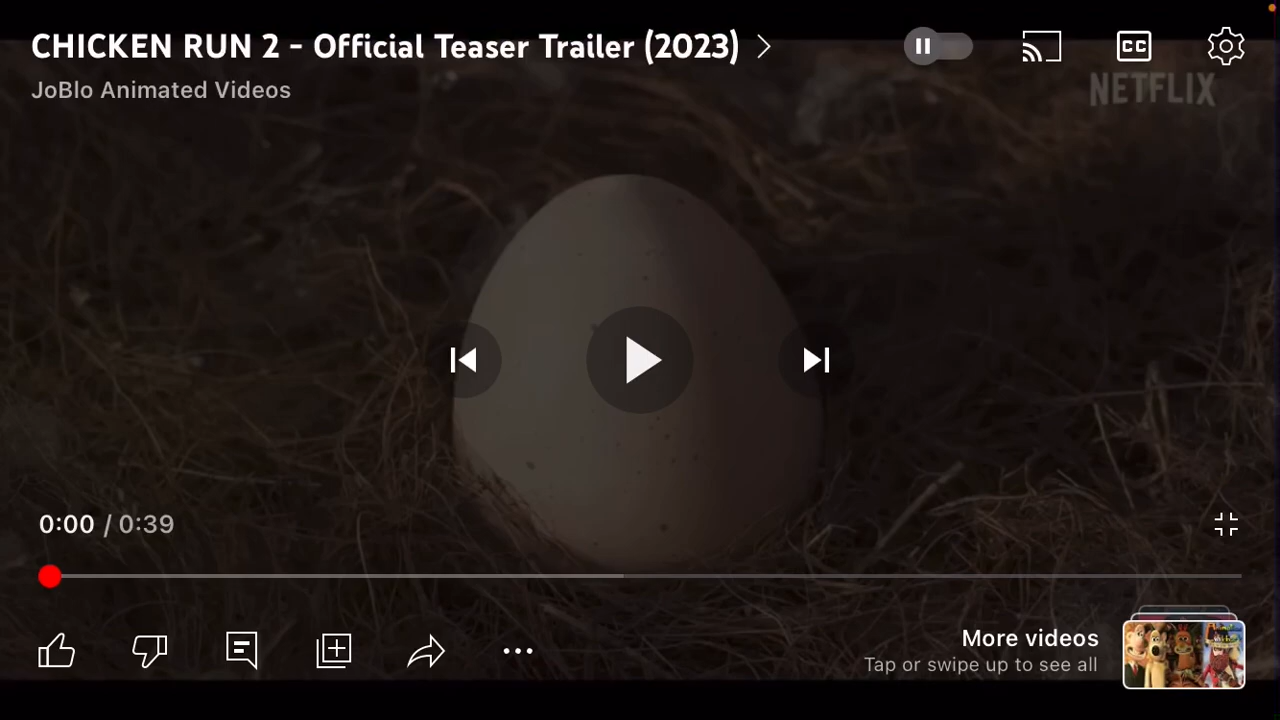 CHICKEN RUN 2 - Official Teaser Trailer (2023)
JoBlo Animated Videos
CC
NETFLIX
0:00 / 0:39
More videos
Tap or swipe up to see all